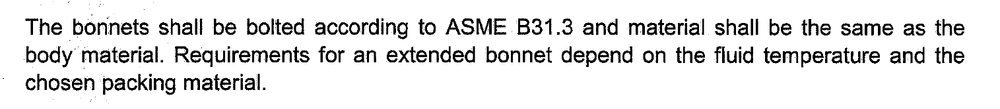 The bonnets shall be bolted according to ASME B31.3 and material shall be the same as the
body material. Requirements for an extended bonnet depend on the fluid temperature and the
chosen packing material.